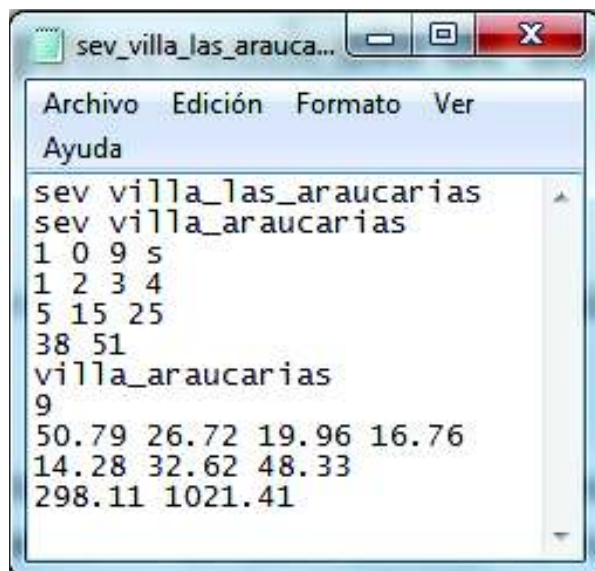 sev_villa_las_arauca...
Archivo Edición Formato Ver
Ayuda
sev villa_las_araucarias
sev villa_araucarias
1 0 9 s
1 2 3 4
5 15 25
38 51
villa_araucarias
9
50.79 26.72 19.96 16.76
14.28 32.62 48.33
298.11 1021.41